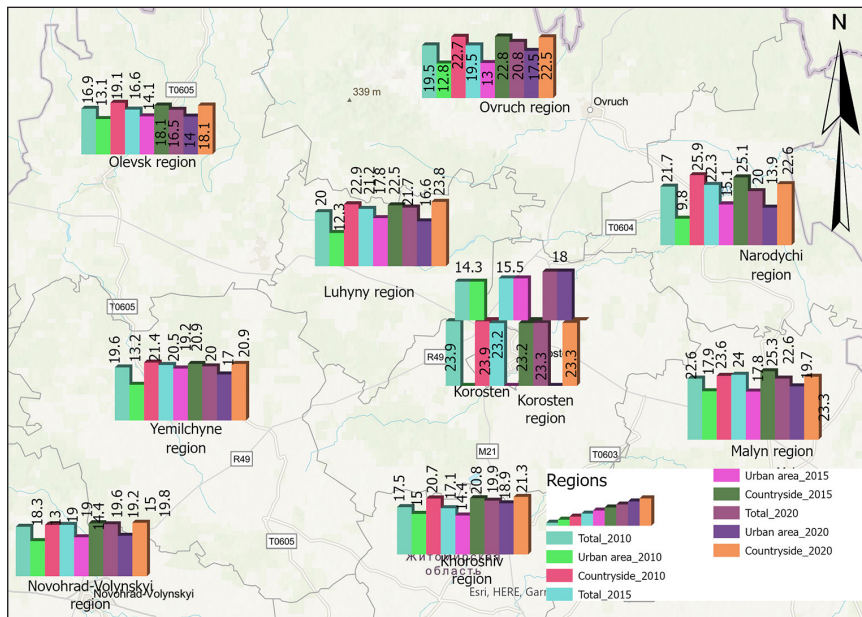 N
19.5
12.8
22.7
19.5
13
22.8
20.8
17.5
22.5
Ovruch region
339 m
Ovruch
16.9
13.1
19.1
16.6
14.1
18.1
16.5
14
18.1
T0605
Olevsk region
21.7
9.8
25.9
22.3
15.1
25.1
20
13.9
22.6
T0604
Narodychi
region
20
12.3
22.9
21.2
17.8
22.5
21.7
16.6
23.8
Luhyny region
14.3
15.5
18
23.9
23.9
23.2
23.2
23.3
23.3
R49
Korosten
Korosten
region
T0605
19.6
13.2
21.4
20.5
19.2
20.9
20
17
20.9
Yemilchyne
region
22.6
17.9
23.6
24
17.8
25.3
22.6
19.7
23.3
Malyn region
R49
M21
T0603
T0605
17.5
15
20.7
17.1
14.4
20.8
19.9
18.9
21.3
Khoroshiv
region
Житомирская
область
Esri, HERE, Garr
18.3
13
19
19
14.4
19.6
19.2
15
19.8
Novohrad-Volynskyi
region
Novohrad-Volynskyi
Regions
Total_2010
Urban area_2010
Countryside_2010
Total_2015
Urban area_2015
Countryside_2015
Total_2020
Urban area_2020
Countryside_2020